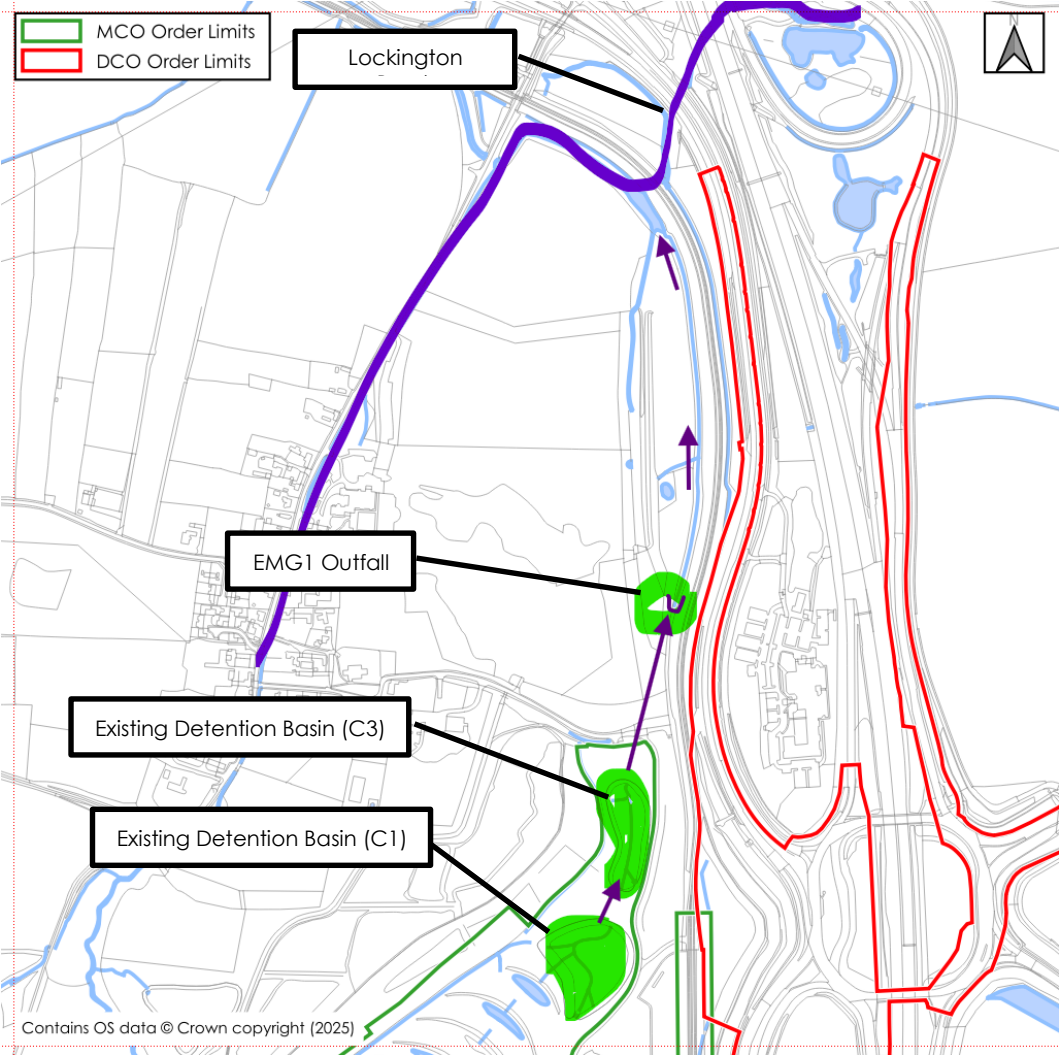 MCO Order Limits
DCO Order Limits
N
Lockington
EMG1 Outfall
Existing Detention Basin (C3)
Existing Detention Basin (C1)
Contains OS data © Crown copyright (2025)